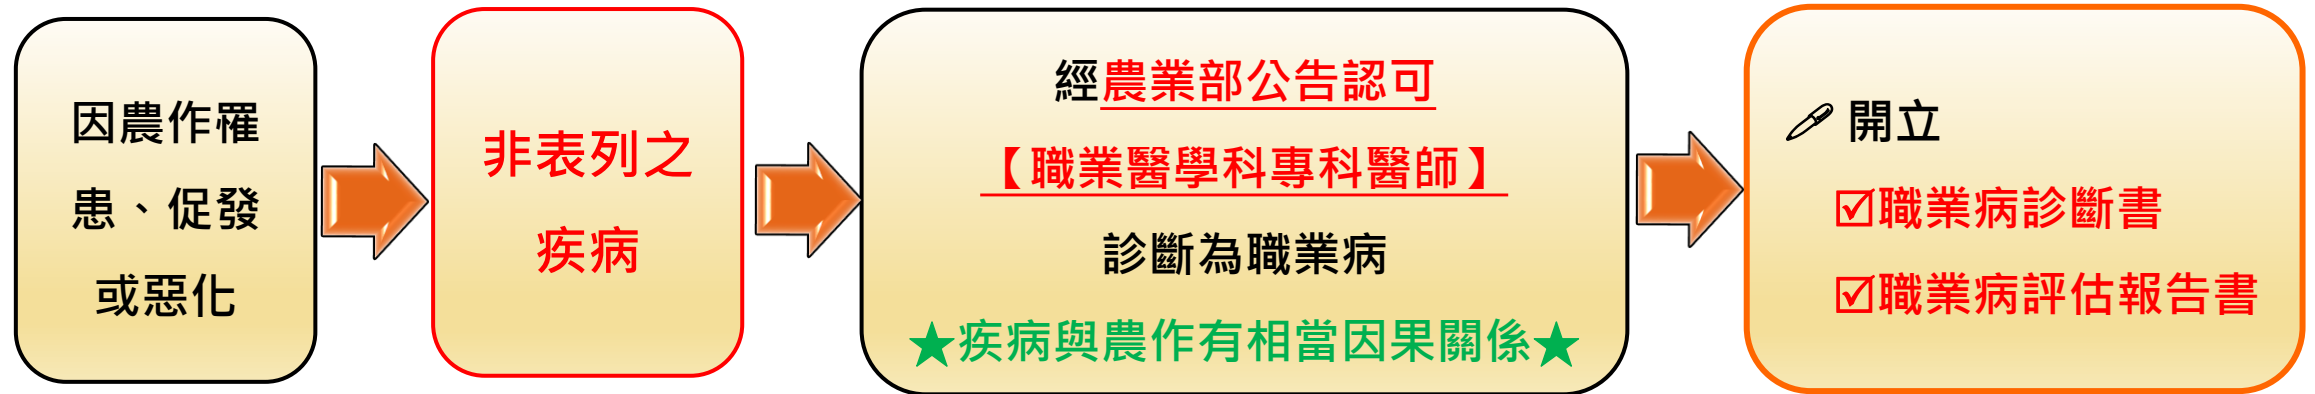 因農作罹
患、促發
或惡化
非表列之
疾病
經農業部公告認可
【職業醫學科專科醫師】
診斷為職業病
★疾病與農作有相當因果關係★
開立
☑職業病診斷書
☑職業病評估報告書